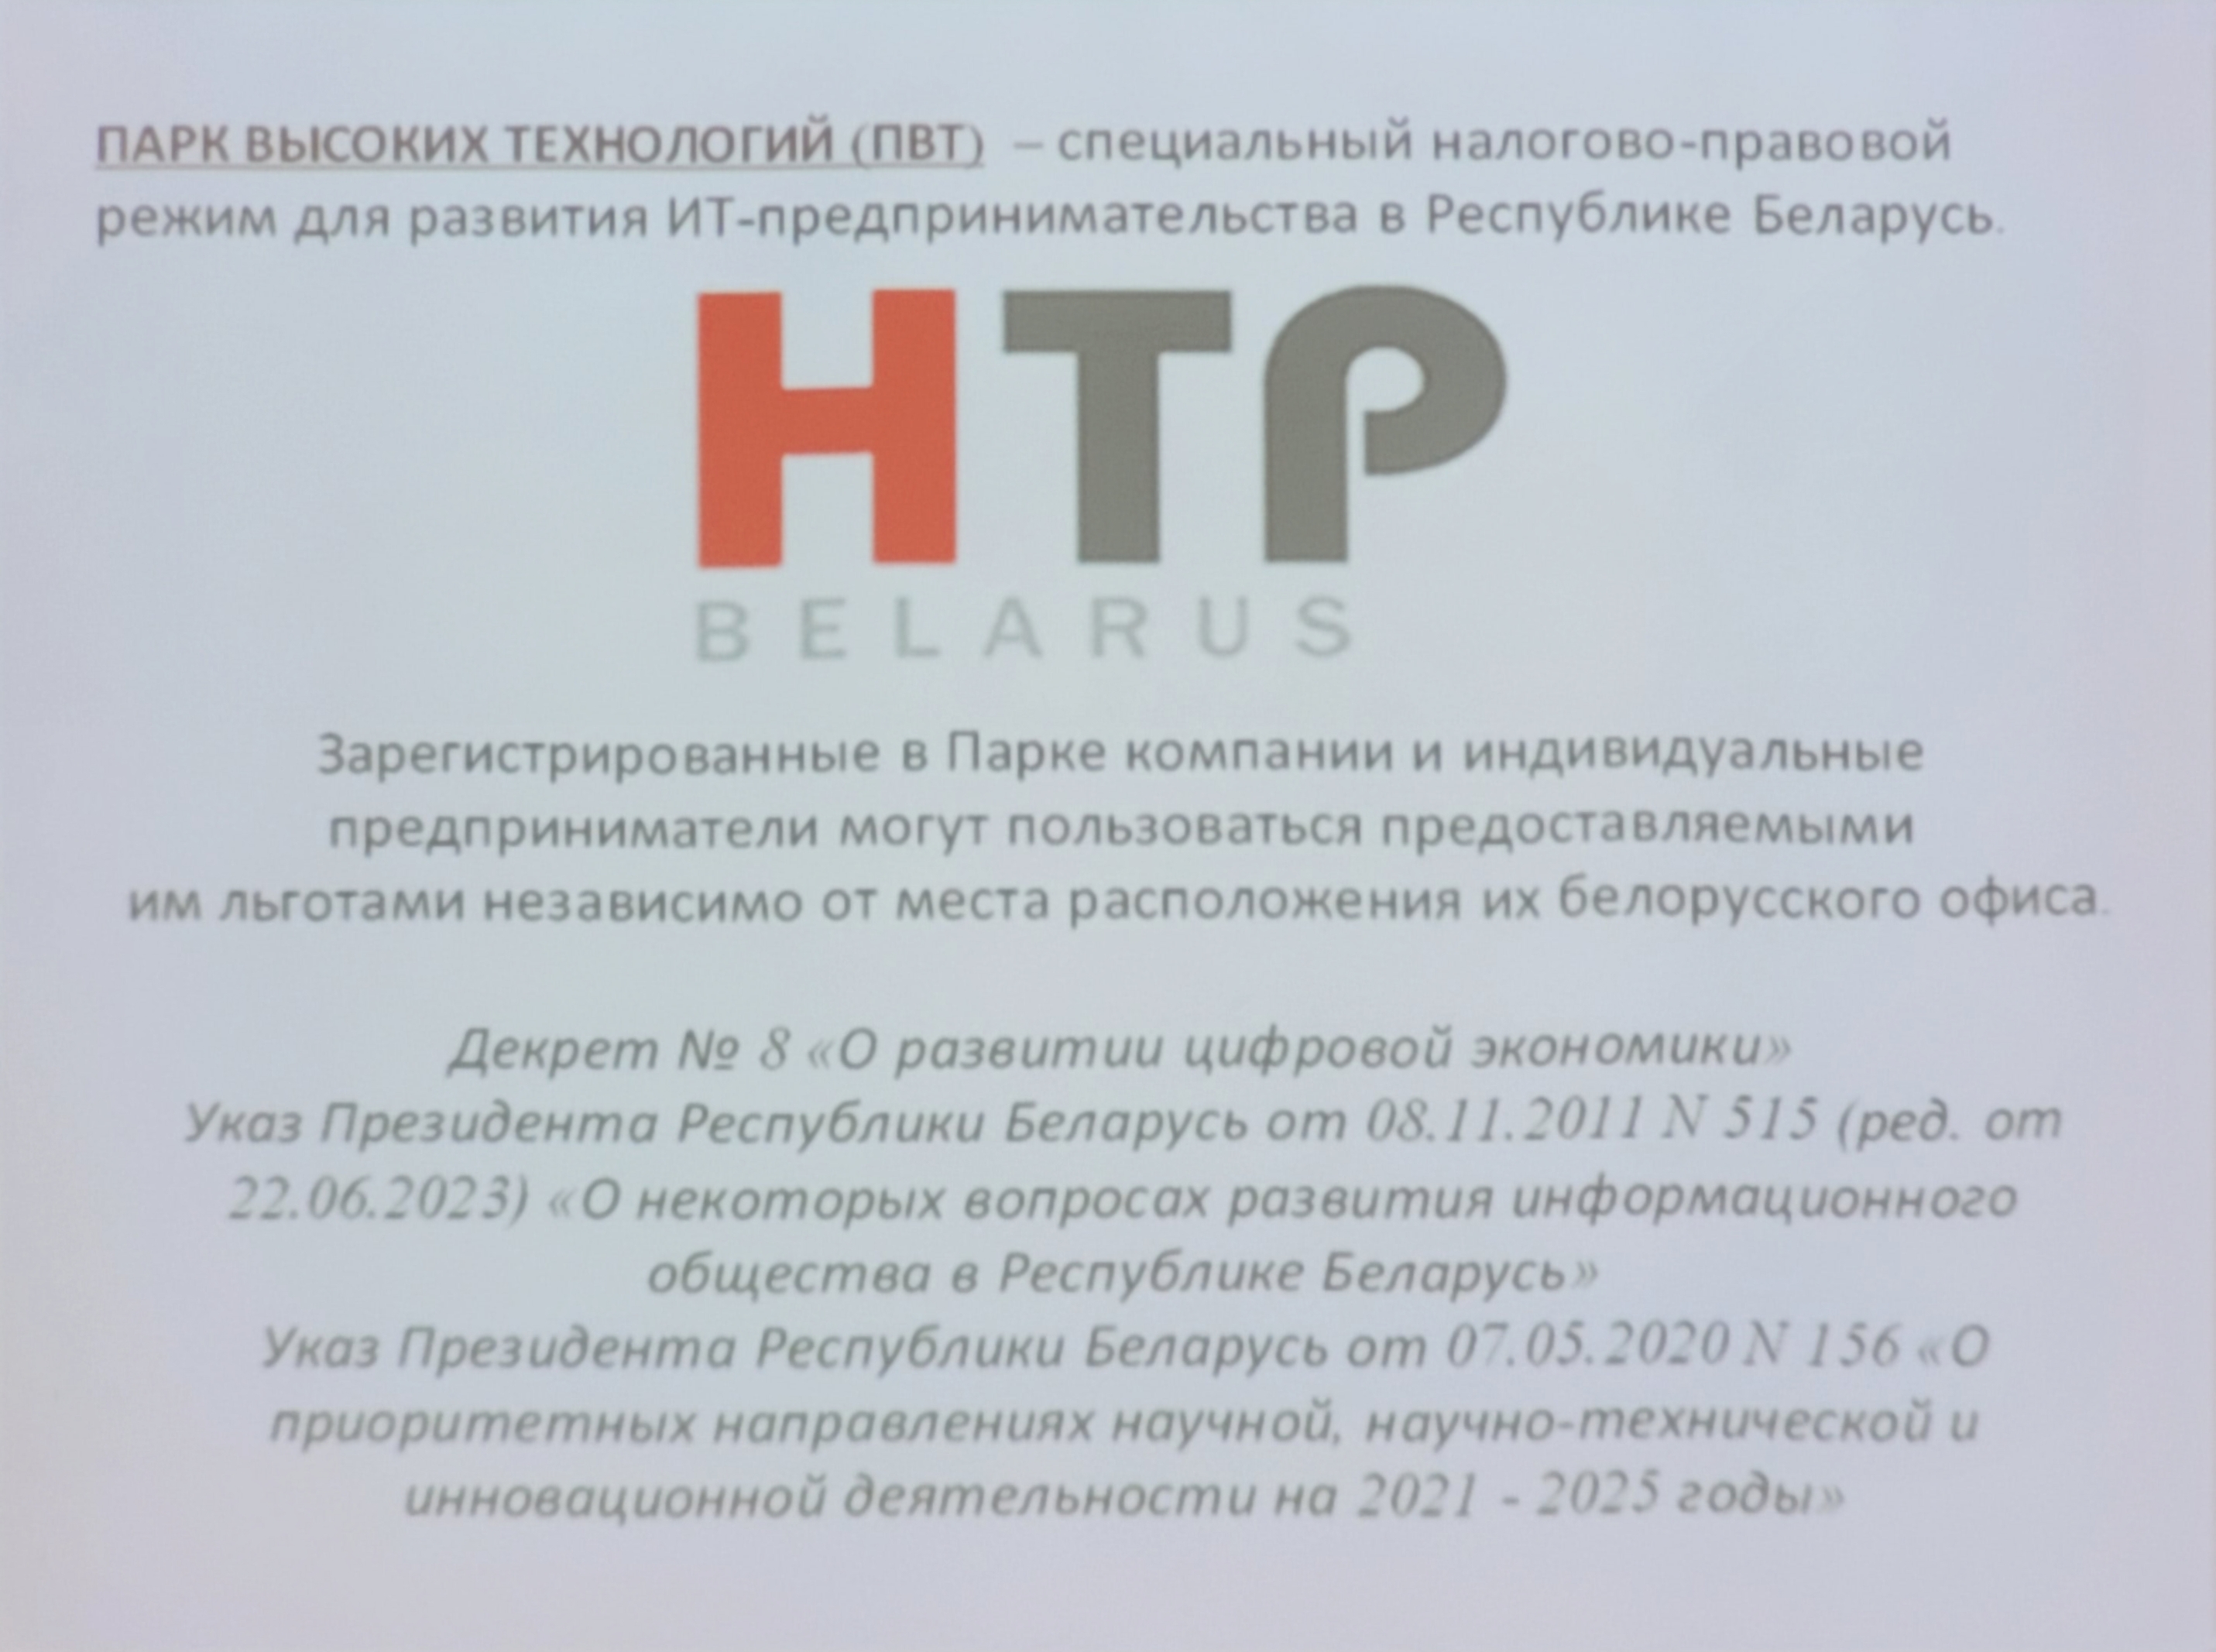 ПАРК ВЫСОКИХ ТЕХНОЛОГИЙ (ПВТ) – специальный налогово-правовой
режим для развития ИТ-предпринимательства в Республике Беларусь.
HTP
BELARUS
Зарегистрированные в Парке компании и индивидуальные
предприниматели могут пользоваться предоставляемыми
им льготами независимо от места расположения их белорусского офиса.
Декрет № 8 «О развитии цифровой экономики»
Указ Президента Республики Беларусь от 08.11.2011 N 515 (ред. от
22.06.2023) «О некоторых вопросах развития информационного
общества в Республике Беларусь»
Указ Президента Республики Беларусь от 07.05.2020 N 156 «О
приоритетных направлениях научной, научно-технической и
инновационной деятельности на 2021 - 2025 годы»